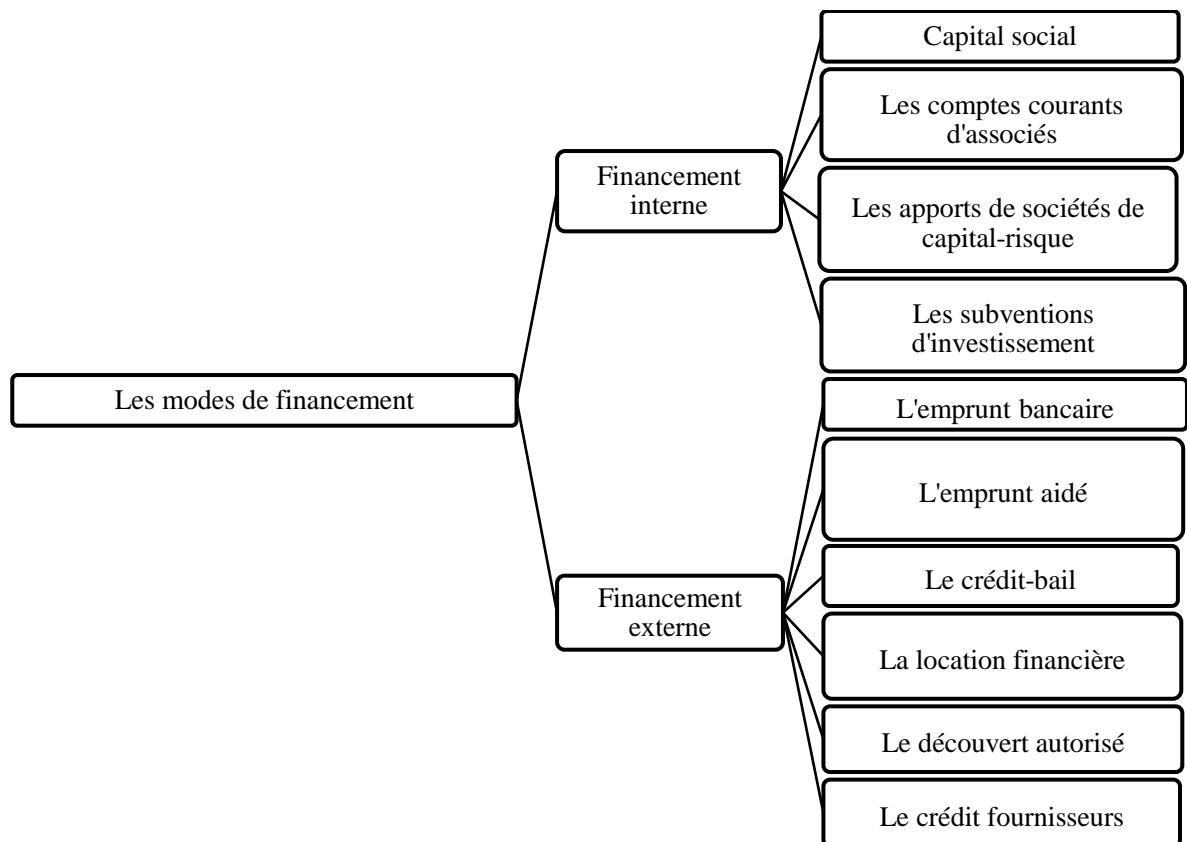 Les modes de financement
Financement
interne
Capital social
Les comptes courants
d'associés
Les apports de sociétés de
capital-risque
Les subventions
d'investissement
Financement
externe
L'emprunt bancaire
L'emprunt aidé
Le crédit-bail
La location financière
Le découvert autorisé
Le crédit fournisseurs